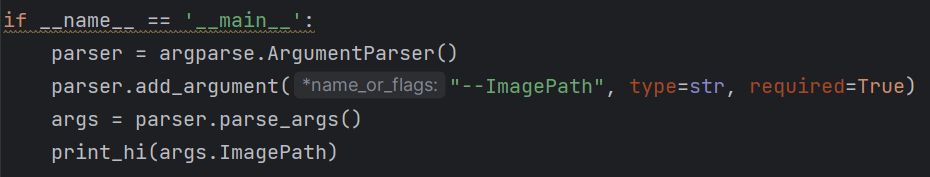 if __name__ == '__main__':
    parser = argparse.ArgumentParser()
    parser.add_argument(*name_or_flags: "--ImagePath", type=str, required=True)
    args = parser.parse_args()
    print_hi(args.ImagePath)